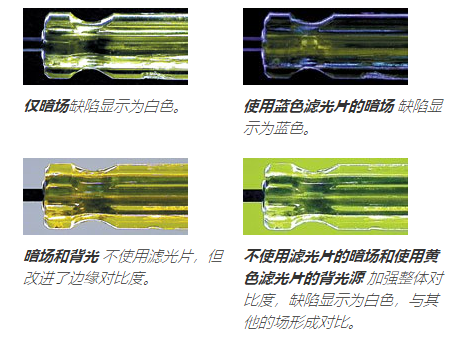 仅暗场缺陷显示为白色。
使用蓝色滤光片的暗场 缺陷显
示为蓝色。
暗场和背光 不使用滤光片，但
改进了边缘对比度。
不使用滤光片的暗场和使用黄
色滤光片的背光源 加强整体对
比度，缺陷显示为白色，与其
他的场形成对比。